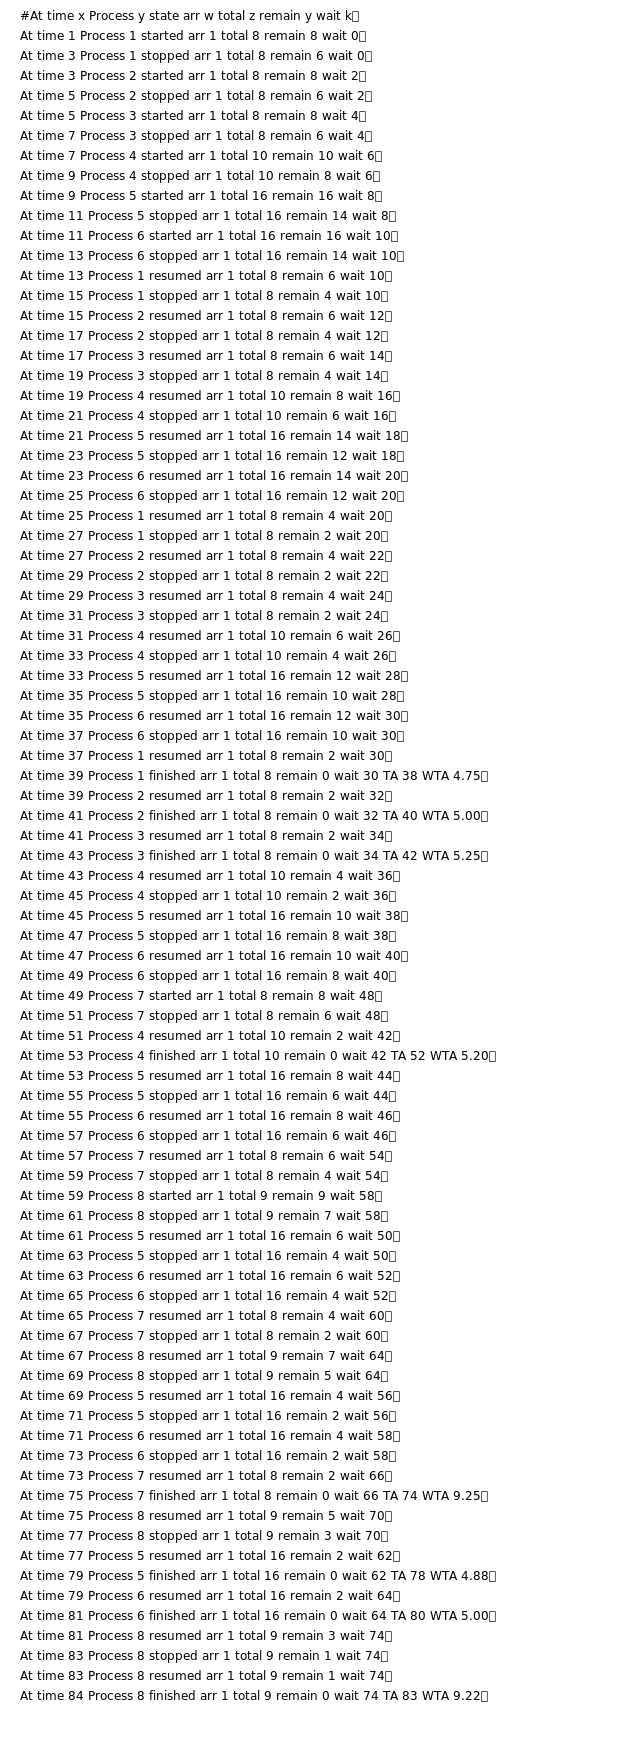 #At time x Process y state arr w total z remain y wait k
At time 1 Process 1 started arr 1 total 8 remain 8 wait 0
At time 3 Process 1 stopped arr 1 total 8 remain 6 wait 0
At time 3 Process 2 started arr 1 total 8 remain 8 wait 2
At time 5 Process 2 stopped arr 1 total 8 remain 6 wait 2
At time 5 Process 3 started arr 1 total 8 remain 8 wait 4
At time 7 Process 3 stopped arr 1 total 8 remain 6 wait 4
At time 7 Process 4 started arr 1 total 10 remain 10 wait 6
At time 9 Process 4 stopped arr 1 total 10 remain 8 wait 6
At time 9 Process 5 started arr 1 total 16 remain 16 wait 8
At time 11 Process 5 stopped arr 1 total 16 remain 14 wait 8
At time 11 Process 6 started arr 1 total 16 remain 16 wait 10
At time 13 Process 6 stopped arr 1 total 16 remain 14 wait 10
At time 13 Process 1 resumed arr 1 total 8 remain 6 wait 10
At time 15 Process 1 stopped arr 1 total 8 remain 4 wait 10
At time 15 Process 2 resumed arr 1 total 8 remain 6 wait 12
At time 17 Process 2 stopped arr 1 total 8 remain 4 wait 12
At time 17 Process 3 resumed arr 1 total 8 remain 6 wait 14
At time 19 Process 3 stopped arr 1 total 8 remain 4 wait 14
At time 19 Process 4 resumed arr 1 total 10 remain 8 wait 16
At time 21 Process 4 stopped arr 1 total 10 remain 6 wait 16
At time 21 Process 5 resumed arr 1 total 16 remain 14 wait 18
At time 23 Process 5 stopped arr 1 total 16 remain 12 wait 18
At time 23 Process 6 resumed arr 1 total 16 remain 14 wait 20
At time 25 Process 6 stopped arr 1 total 16 remain 12 wait 20
At time 25 Process 1 resumed arr 1 total 8 remain 4 wait 20
At time 27 Process 1 stopped arr 1 total 8 remain 2 wait 20
At time 27 Process 2 resumed arr 1 total 8 remain 4 wait 22
At time 29 Process 2 stopped arr 1 total 8 remain 2 wait 22
At time 29 Process 3 resumed arr 1 total 8 remain 4 wait 24
At time 31 Process 3 stopped arr 1 total 8 remain 2 wait 24
At time 31 Process 4 resumed arr 1 total 10 remain 6 wait 26
At time 33 Process 4 stopped arr 1 total 10 remain 4 wait 26
At time 33 Process 5 resumed arr 1 total 16 remain 12 wait 28
At time 35 Process 5 stopped arr 1 total 16 remain 10 wait 28
At time 35 Process 6 resumed arr 1 total 16 remain 12 wait 30
At time 37 Process 6 stopped arr 1 total 16 remain 10 wait 30
At time 37 Process 1 resumed arr 1 total 8 remain 2 wait 30
At time 39 Process 1 finished arr 1 total 8 remain 0 wait 30 TA 38 WTA 4.75
At time 39 Process 2 resumed arr 1 total 8 remain 2 wait 32
At time 41 Process 2 finished arr 1 total 8 remain 0 wait 32 TA 40 WTA 5.00
At time 41 Process 3 resumed arr 1 total 8 remain 2 wait 34
At time 43 Process 3 finished arr 1 total 8 remain 0 wait 34 TA 42 WTA 5.25
At time 43 Process 4 resumed arr 1 total 10 remain 4 wait 36
At time 45 Process 4 stopped arr 1 total 10 remain 2 wait 36
At time 45 Process 5 resumed arr 1 total 16 remain 10 wait 38
At time 47 Process 5 stopped arr 1 total 16 remain 8 wait 38
At time 47 Process 6 resumed arr 1 total 16 remain 10 wait 40
At time 49 Process 6 stopped arr 1 total 16 remain 8 wait 40
At time 49 Process 7 started arr 1 total 8 remain 8 wait 48
At time 51 Process 7 stopped arr 1 total 8 remain 6 wait 48
At time 51 Process 4 resumed arr 1 total 10 remain 2 wait 42
At time 53 Process 4 finished arr 1 total 10 remain 0 wait 42 TA 52 WTA 5.20
At time 53 Process 5 resumed arr 1 total 16 remain 8 wait 44
At time 55 Process 5 stopped arr 1 total 16 remain 6 wait 44
At time 55 Process 6 resumed arr 1 total 16 remain 8 wait 46
At time 57 Process 6 stopped arr 1 total 16 remain 6 wait 46
At time 57 Process 7 resumed arr 1 total 8 remain 6 wait 54
At time 59 Process 7 stopped arr 1 total 8 remain 4 wait 54
At time 59 Process 8 started arr 1 total 9 remain 9 wait 58
At time 61 Process 8 stopped arr 1 total 9 remain 7 wait 58
At time 61 Process 5 resumed arr 1 total 16 remain 6 wait 50
At time 63 Process 5 stopped arr 1 total 16 remain 4 wait 50
At time 63 Process 6 resumed arr 1 total 16 remain 6 wait 52
At time 65 Process 6 stopped arr 1 total 16 remain 4 wait 52
At time 65 Process 7 resumed arr 1 total 8 remain 4 wait 60
At time 67 Process 7 stopped arr 1 total 8 remain 2 wait 60
At time 67 Process 8 resumed arr 1 total 9 remain 7 wait 64
At time 69 Process 8 stopped arr 1 total 9 remain 5 wait 64
At time 69 Process 5 resumed arr 1 total 16 remain 4 wait 56
At time 71 Process 5 stopped arr 1 total 16 remain 2 wait 56
At time 71 Process 6 resumed arr 1 total 16 remain 4 wait 58
At time 73 Process 6 stopped arr 1 total 16 remain 2 wait 58
At time 73 Process 7 resumed arr 1 total 8 remain 2 wait 66
At time 75 Process 7 finished arr 1 total 8 remain 0 wait 66 TA 74 WTA 9.25
At time 75 Process 8 resumed arr 1 total 9 remain 5 wait 70
At time 77 Process 8 stopped arr 1 total 9 remain 3 wait 70
At time 77 Process 5 resumed arr 1 total 16 remain 2 wait 62
At time 79 Process 5 finished arr 1 total 16 remain 0 wait 62 TA 78 WTA 4.88
At time 79 Process 6 resumed arr 1 total 16 remain 2 wait 64
At time 81 Process 6 finished arr 1 total 16 remain 0 wait 64 TA 80 WTA 5.00
At time 81 Process 8 resumed arr 1 total 9 remain 3 wait 74
At time 83 Process 8 stopped arr 1 total 9 remain 1 wait 74
At time 83 Process 8 resumed arr 1 total 9 remain 1 wait 74
At time 84 Process 8 finished arr 1 total 9 remain 0 wait 74 TA 83 WTA 9.22